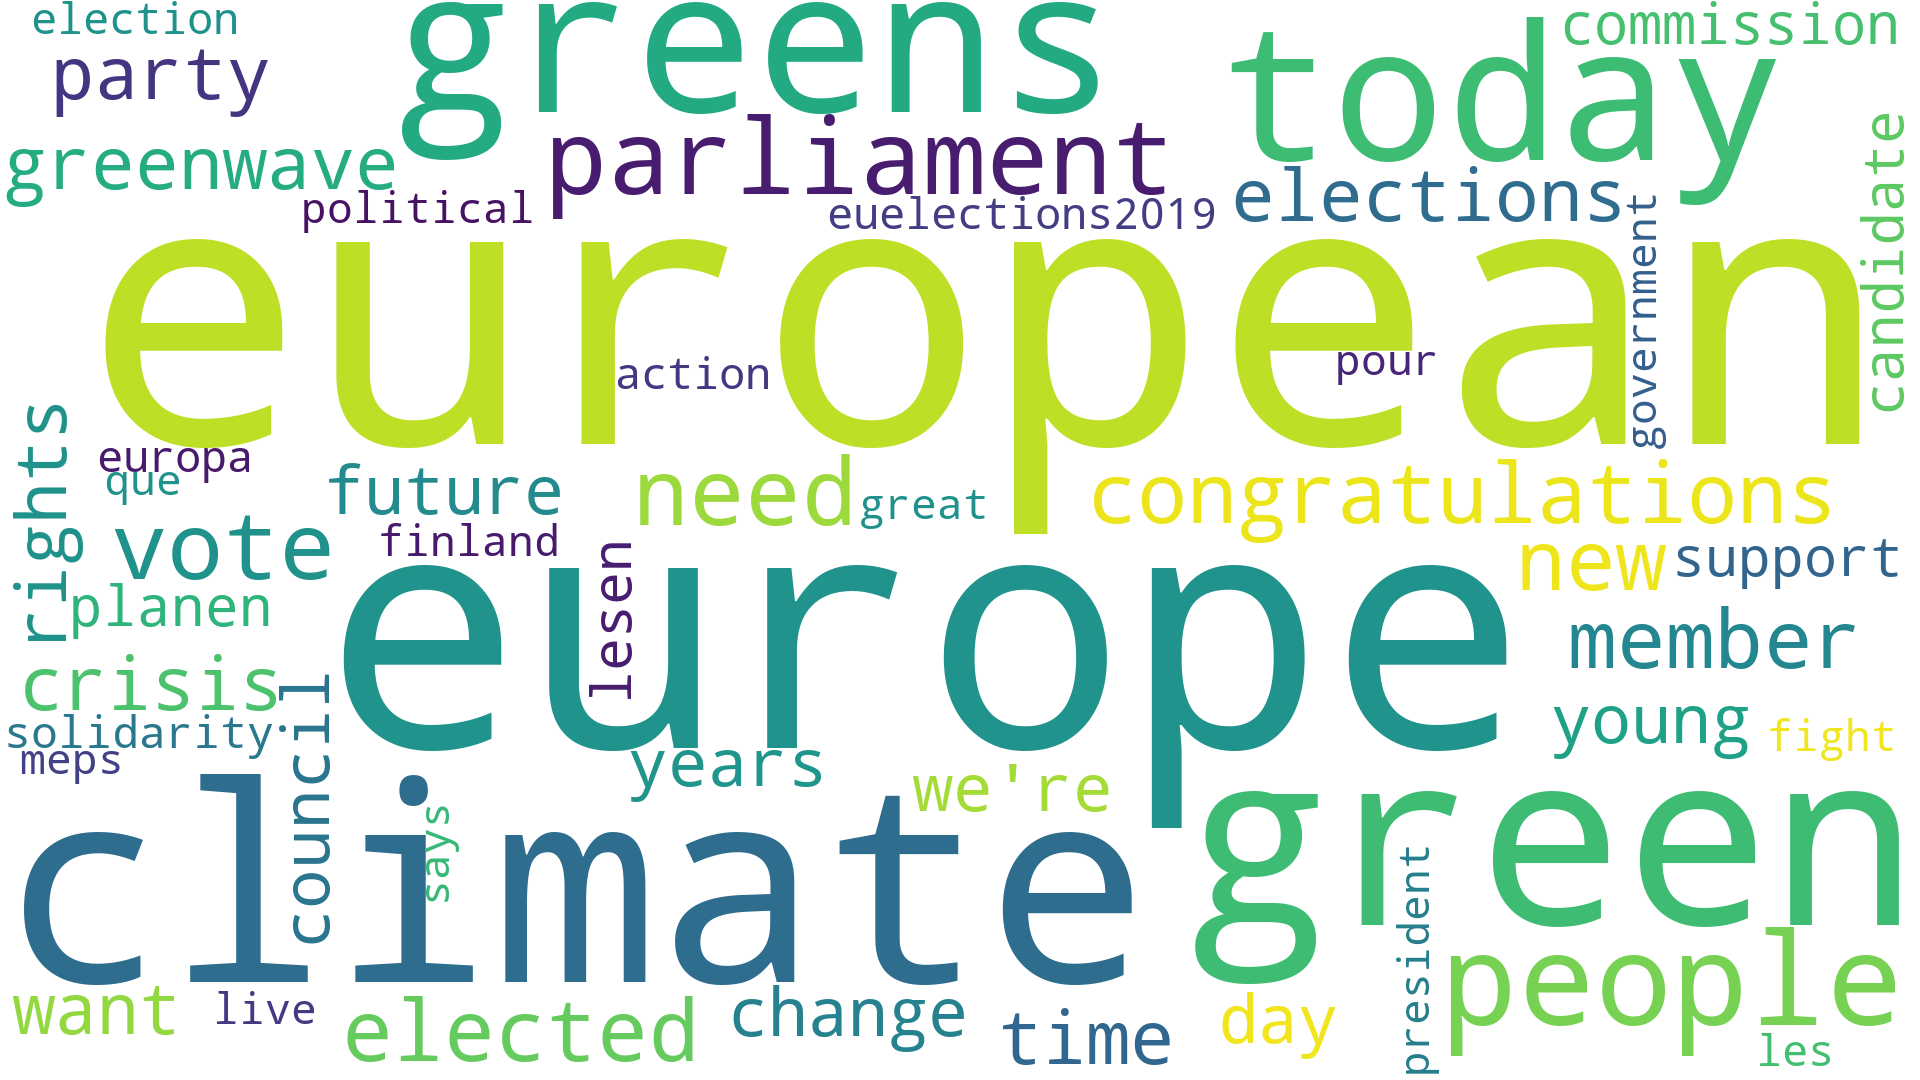 election
greens
today
commission
party
parliament
greenwave
elections
candidate
political
euelections2019
government
european
action
pour
rights
europa
que
future
need
great
congratulations
vote
finland
lesen
europe
new
support
planen
member
crisis
council
solidarity
young
fight
meps
years
we're
climate
says
green
president
people
want
live
elected
change
time
day
les